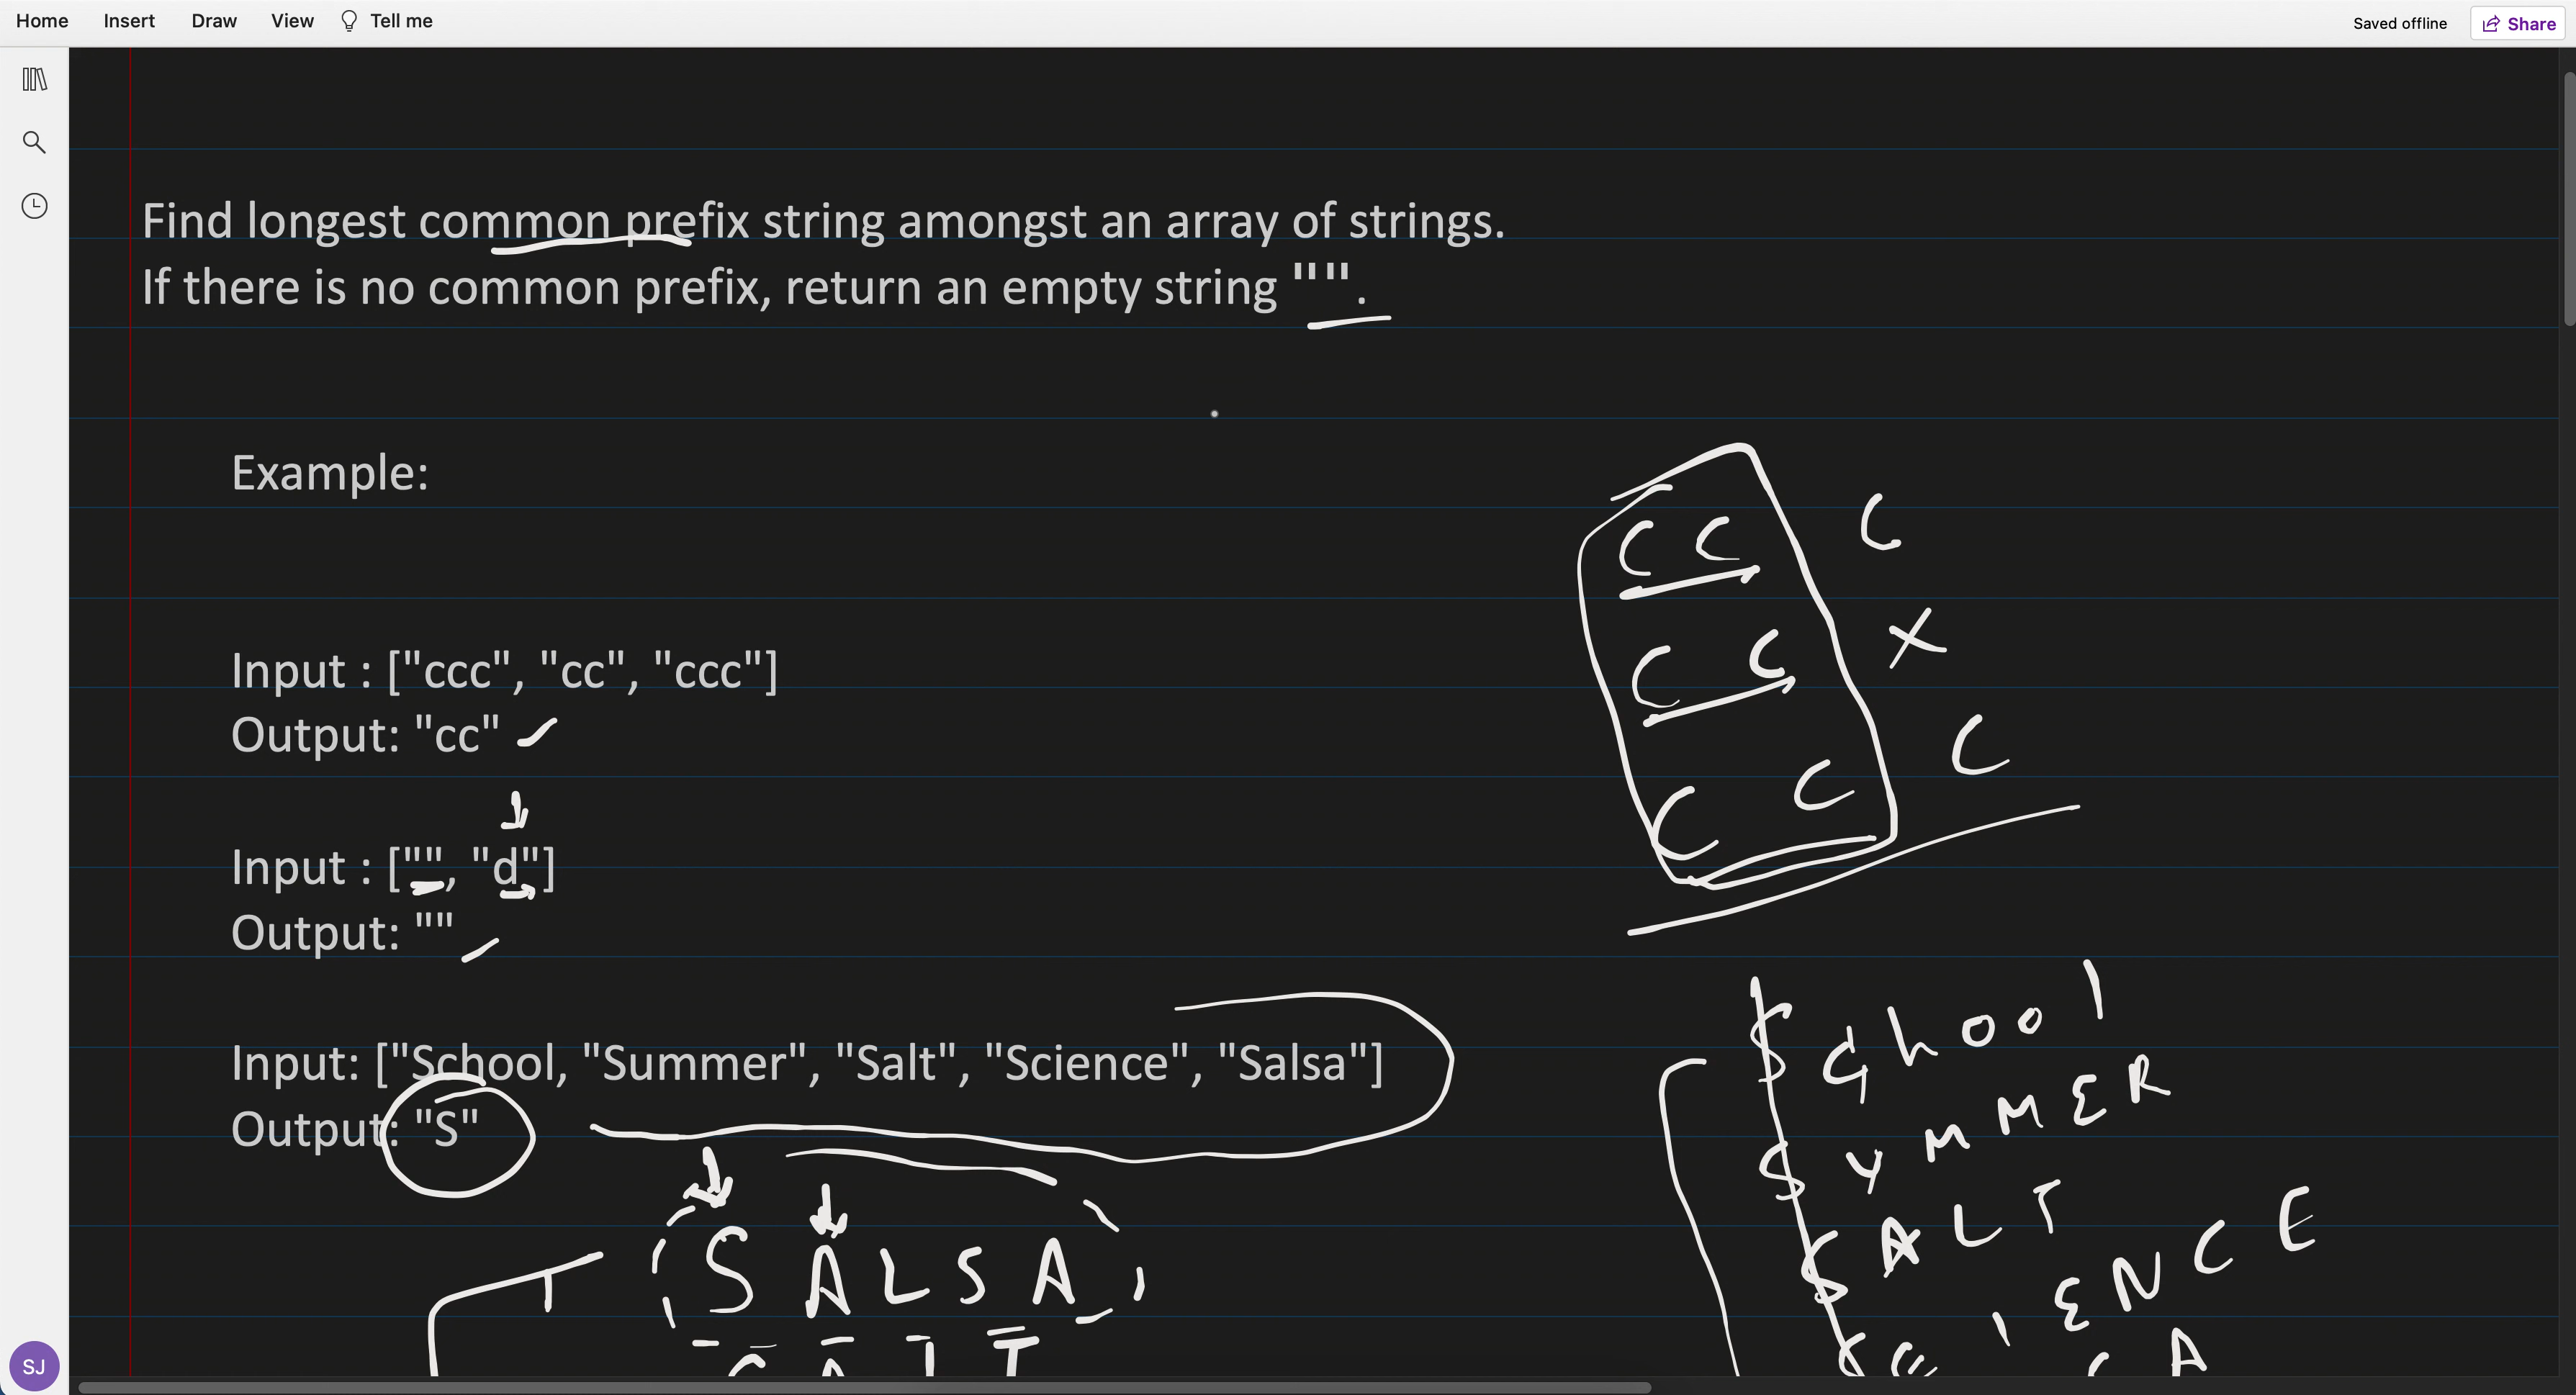 Home Insert Draw View Tell me Saved offline Share
Find longest common prefix string amongst an array of strings.
If there is no common prefix, return an empty string "".
Example:
Input : ["ccc", "cc", "ccc"]
Output: "cc"
Input : ["", "d"]
Output: ""
Input: ["School, "Summer", "Salt", "Science", "Salsa"]
Output: "S"
C C C
C C X
C C C
School
SUMMER
SALT
SCIENCE
SALSA
SJ